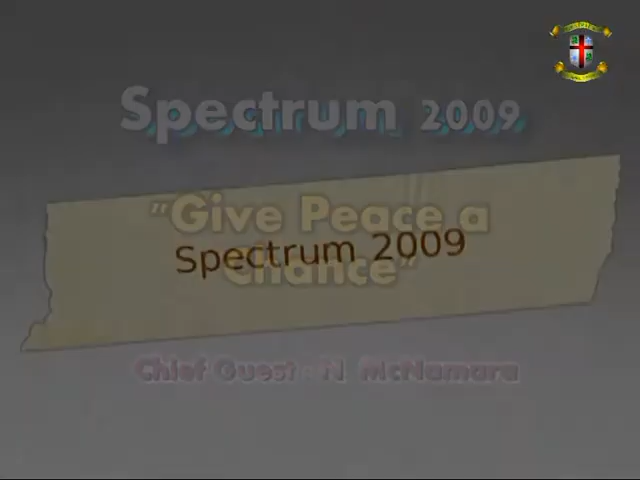 Spectrum 2009
"Give Peace a
Spectrum 2009
Chance"
Chief Guest - N McNamara